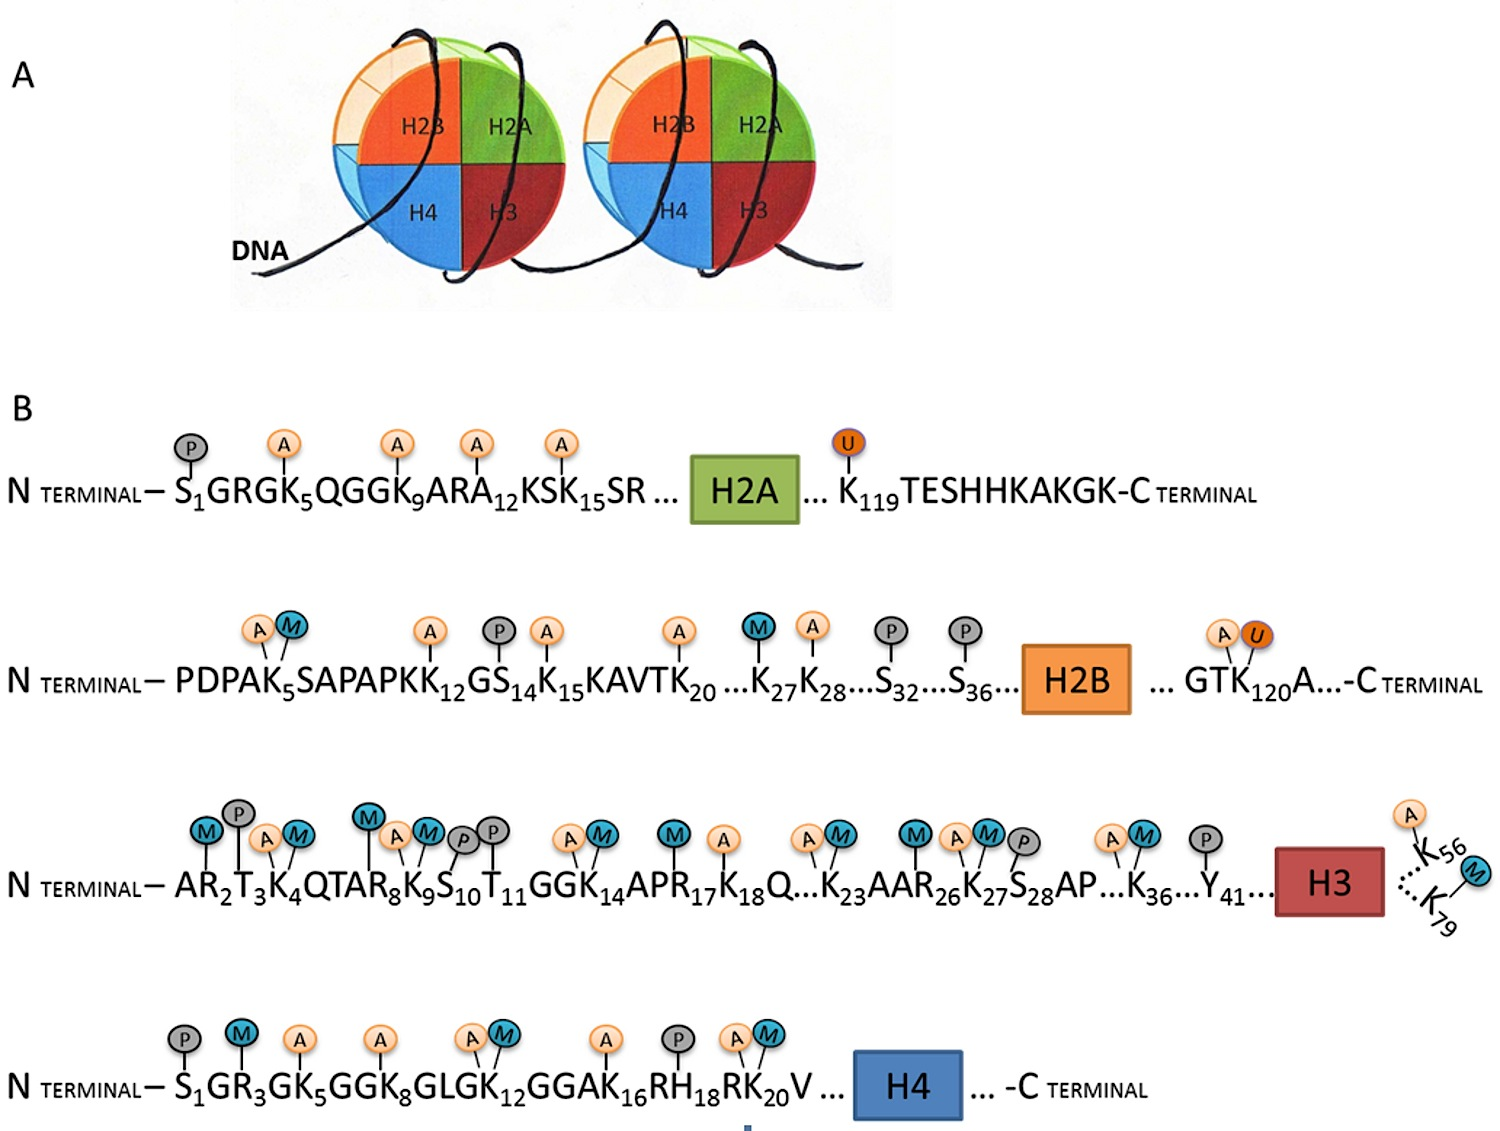 A
H2B H2A H2B H2A
H4 H3 H4 H3
DNA
B
P A A A A U
N TERMINAL– S1GRGK5QGGK9ARA12KSK15SR ... H2A ... K119TESHHKAKGK-C TERMINAL
A M A P A A M A P P A U
N TERMINAL– PDPAK5SAPAPKK12GS14K15KAVTK20 ...K27K28...S32...S36... H2B ... GTK120A...-C TERMINAL
M P A M M A M P P A M M A A M M A M P A M P A M
N TERMINAL– AR2T3K4QTAR8K9S10T11GGK14APR17K18Q...K23AAR26K27S28AP...K36...Y41... H3 K56 K79
P M A A A M A P A M
N TERMINAL– S1GR3GK5GGK8GLGK12GGAK16RH18RK20V ... H4 ... -C TERMINAL